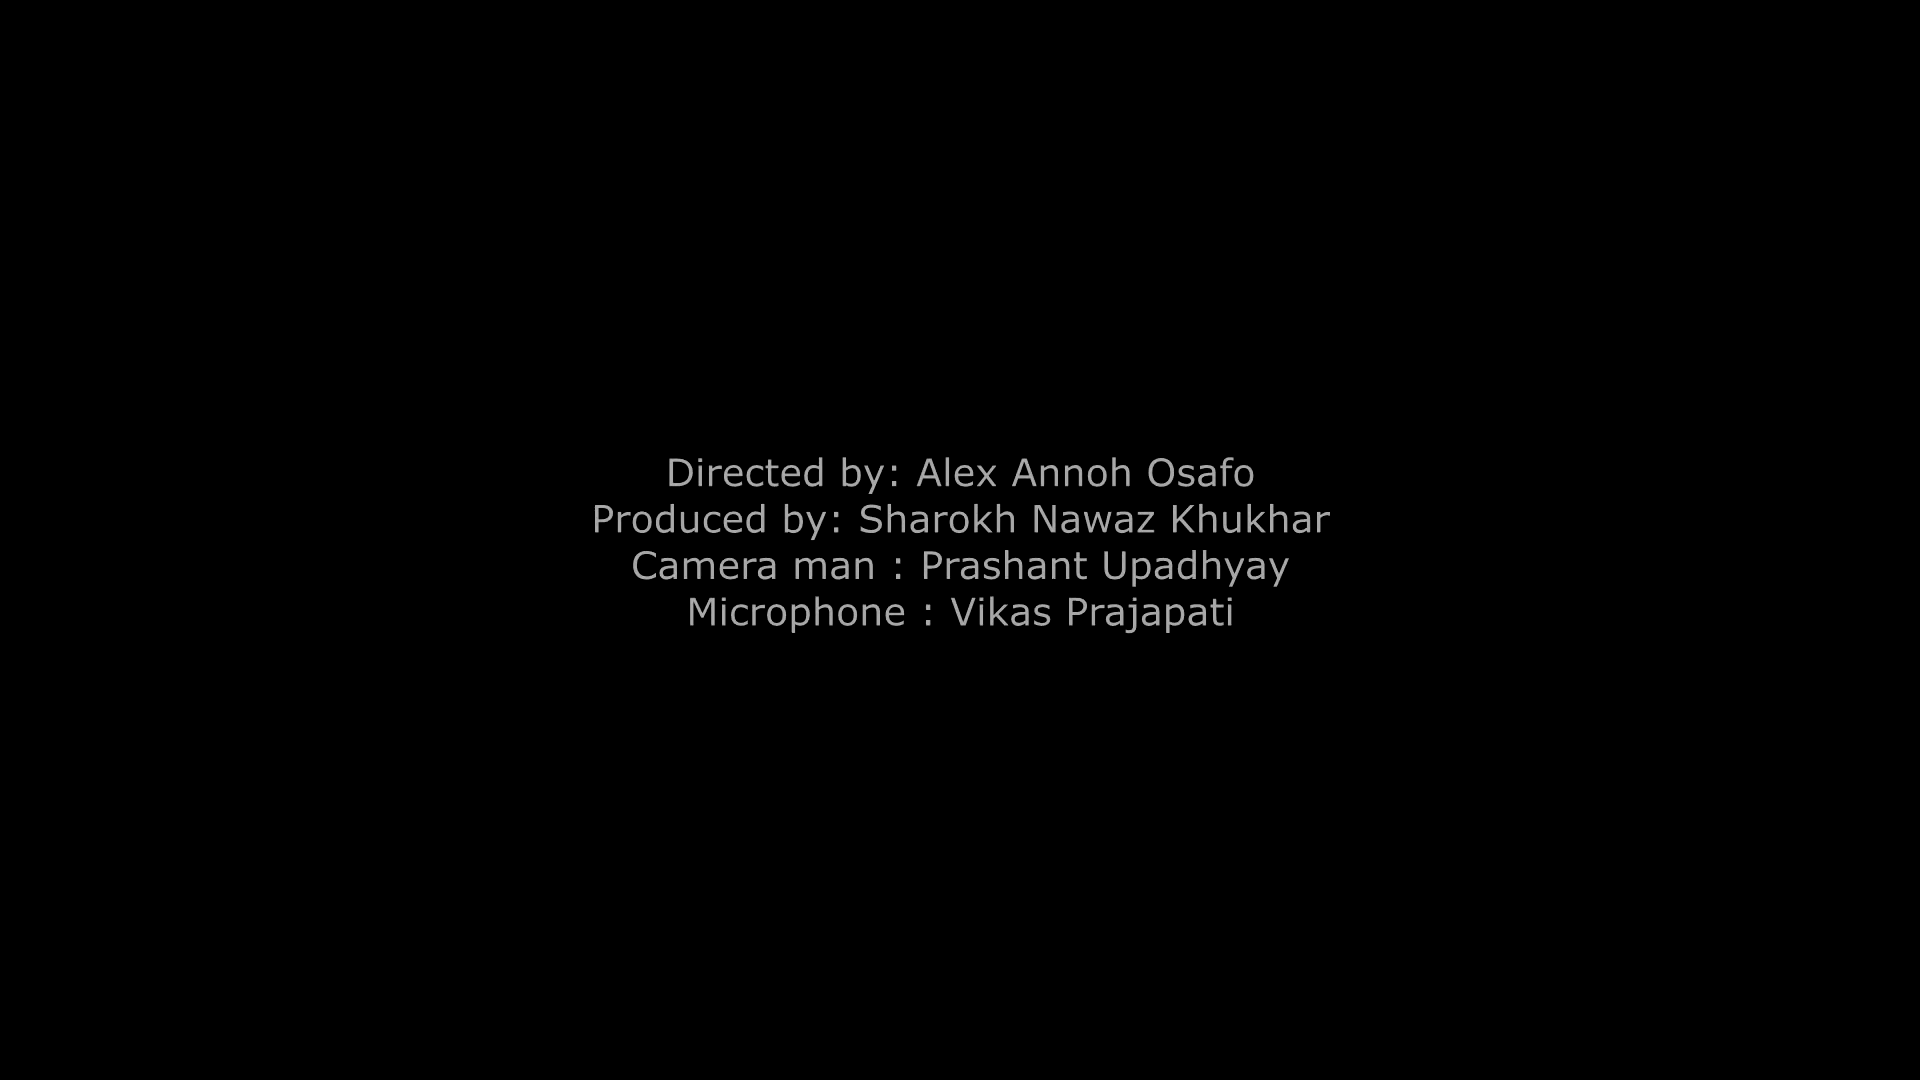 Directed by: Alex Annoh Osafo
Produced by: Sharokh Nawaz Khukhar
Camera man : Prashant Upadhyay
Microphone : Vikas Prajapati